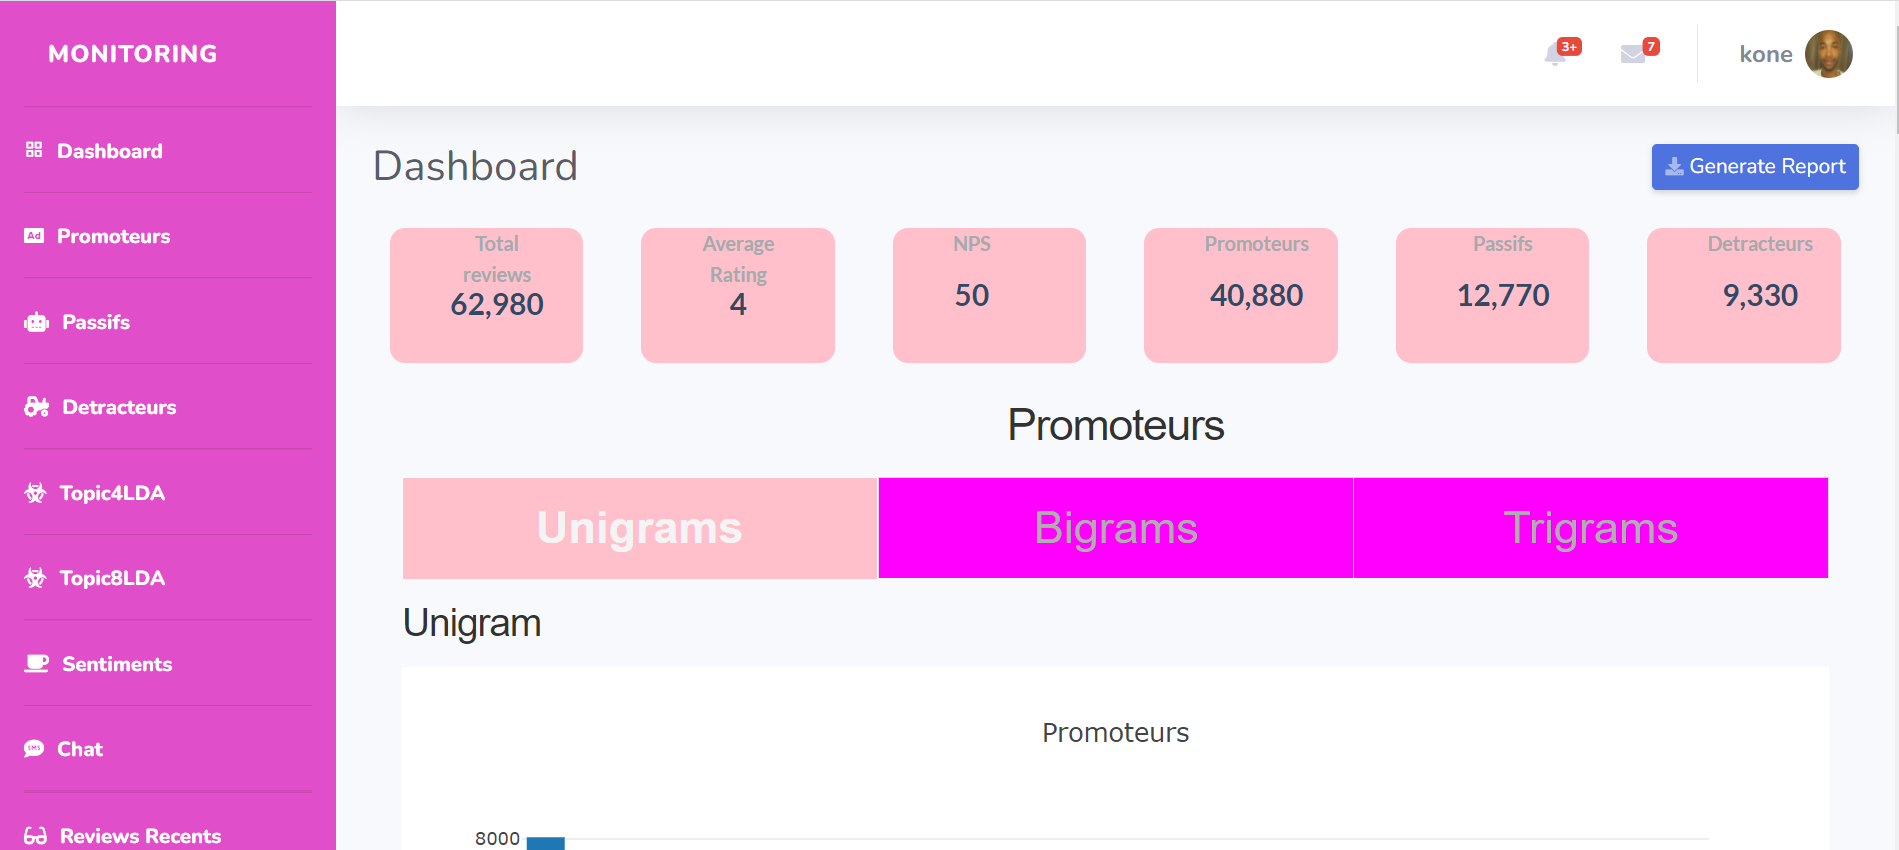 MONITORING
Dashboard
Promoteurs
Passifs
Detracteurs
Topic4LDA
Topic8LDA
Sentiments
Chat
Reviews Recents
3+
7
kone
Dashboard
Generate Report
Total
reviews
62,980
Average
Rating
4
NPS
50
Promoteurs
40,880
Passifs
12,770
Detracteurs
9,330
Promoteurs
Unigrams
Bigrams
Trigrams
Unigram
Promoteurs
8000
Ad
SMS